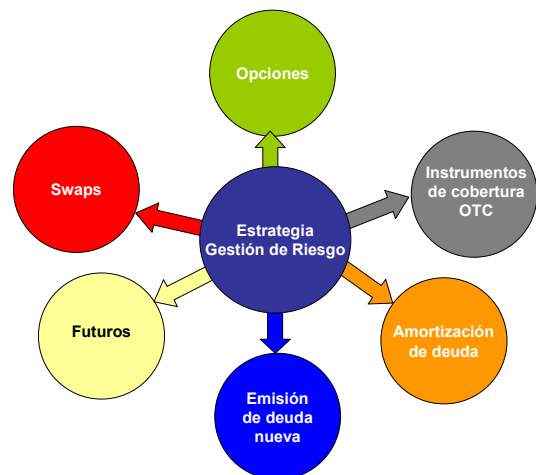 Opciones
Swaps
Instrumentos
de cobertura
OTC
Estrategia
Gestión de Riesgo
Futuros
Amortización
de deuda
Emisión
de deuda
nueva